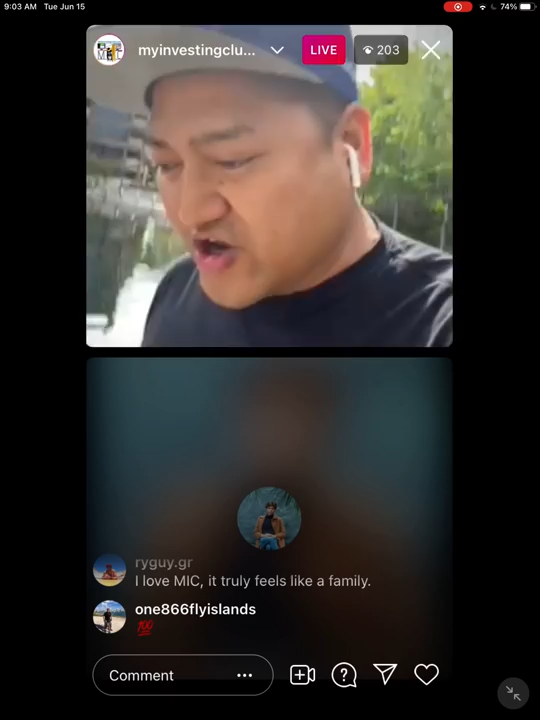 9:03 AM Tue Jun 15
74%
myinvestingclu...
LIVE
203
ryguy.gr
I love MIC, it truly feels like a family.
one866flyislands
💯
Comment